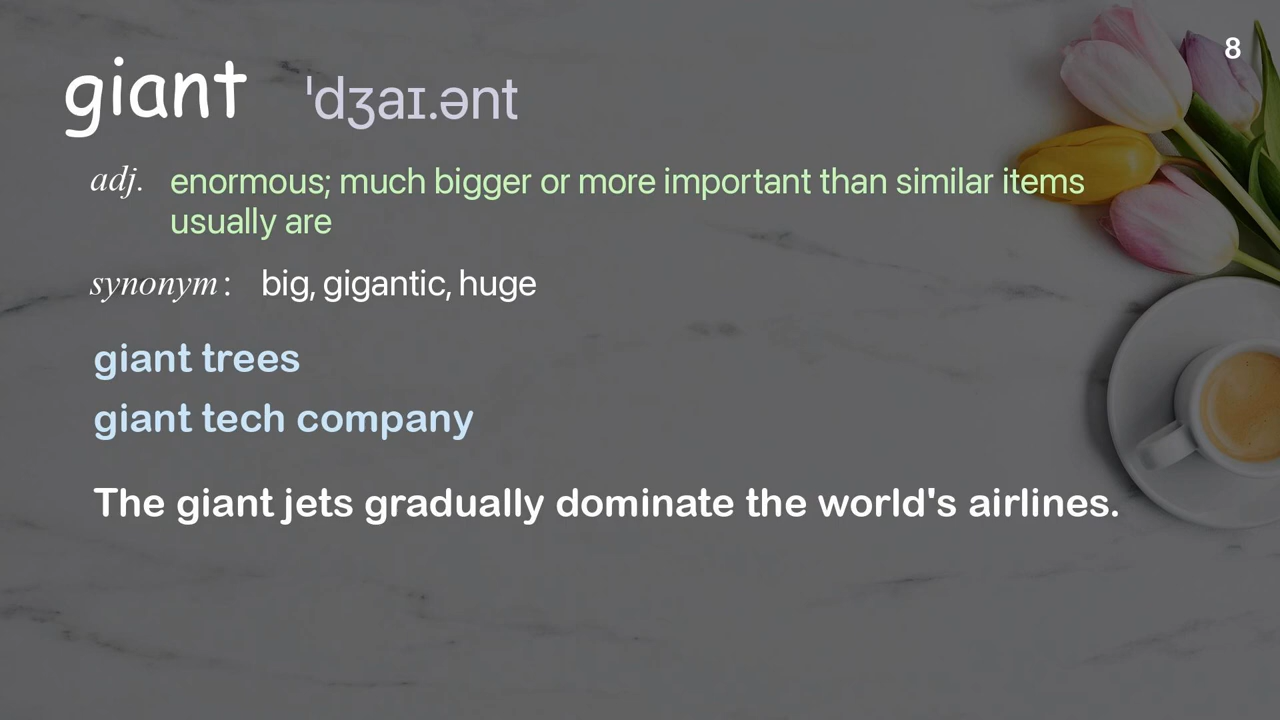 8
giant ˈdʒaɪ.ənt
adj. enormous; much bigger or more important than similar items
usually are
synonym: big, gigantic, huge
giant trees
giant tech company
The giant jets gradually dominate the world's airlines.